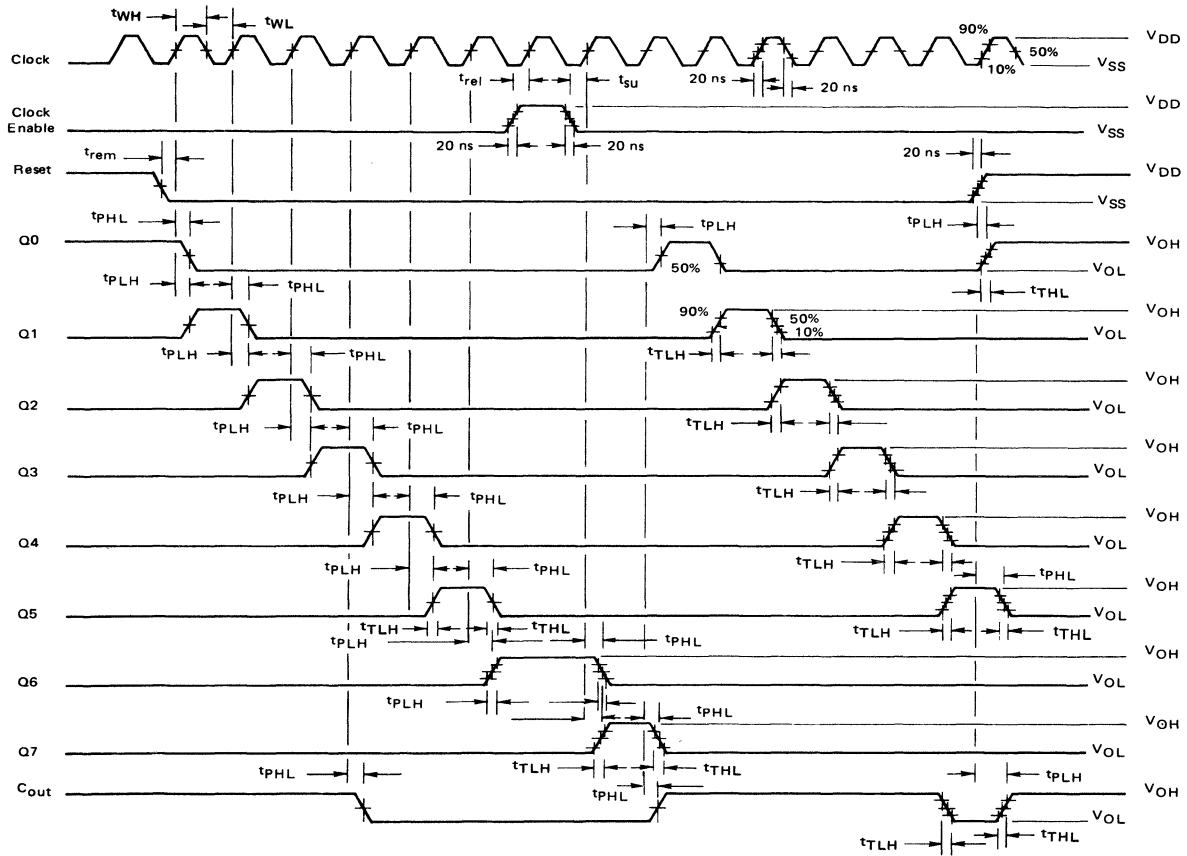 tWH
tWL
Clock
90%
VDD
50%
10%
VSS
trel
tsu
20 ns
20 ns
Clock
Enable
VDD
VSS
20 ns
20 ns
trem
20 ns
Reset
VDD
VSS
tPHL
tPLH
tPLH
Q0
VOH
50%
VOL
tPLH
tPHL
tTHL
Q1
90%
50%
10%
VOH
VOL
tPLH
tPHL
tTLH
Q2
VOH
VOL
tPLH
tPHL
tTLH
Q3
VOH
VOL
tPLH
tPHL
tTLH
Q4
VOH
VOL
tPLH
tPHL
tTLH
tPHL
Q5
VOH
VOL
tTLH
tTHL
tTLH
tTHL
tPLH
tPHL
Q6
VOH
VOL
tPLH
tPHL
Q7
VOH
VOL
tTLH
tTHL
tPHL
tPHL
tPLH
Cout
VOH
VOL
tTLH
tTHL